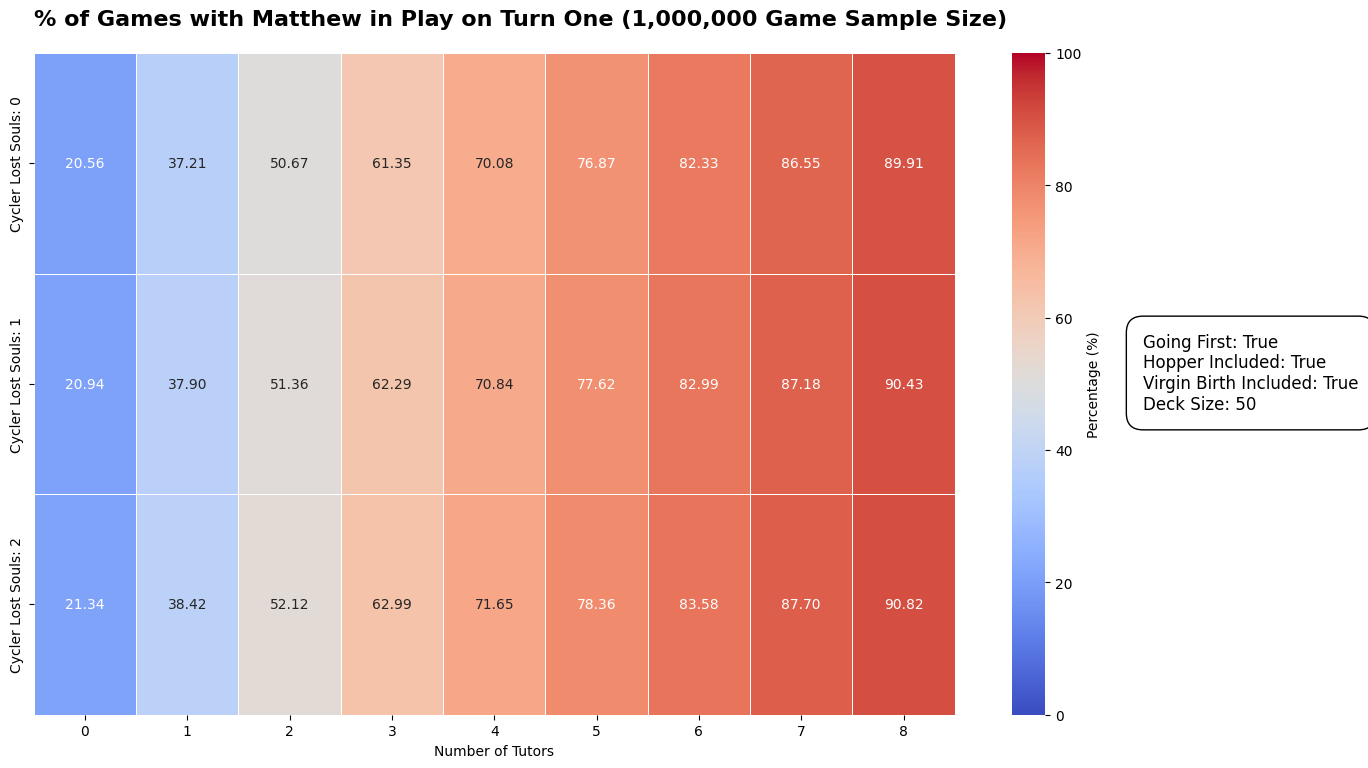 % of Games with Matthew in Play on Turn One (1,000,000 Game Sample Size)
Cycler Lost Souls: 0
20.56 37.21 50.67 61.35 70.08 76.87 82.33 86.55 89.91
Cycler Lost Souls: 1
20.94 37.90 51.36 62.29 70.84 77.62 82.99 87.18 90.43
Cycler Lost Souls: 2
21.34 38.42 52.12 62.99 71.65 78.36 83.58 87.70 90.82
0 1 2 3 4 5 6 7 8
Number of Tutors
100
80
60
40
20
0
Percentage (%)
Going First: True
Hopper Included: True
Virgin Birth Included: True
Deck Size: 50